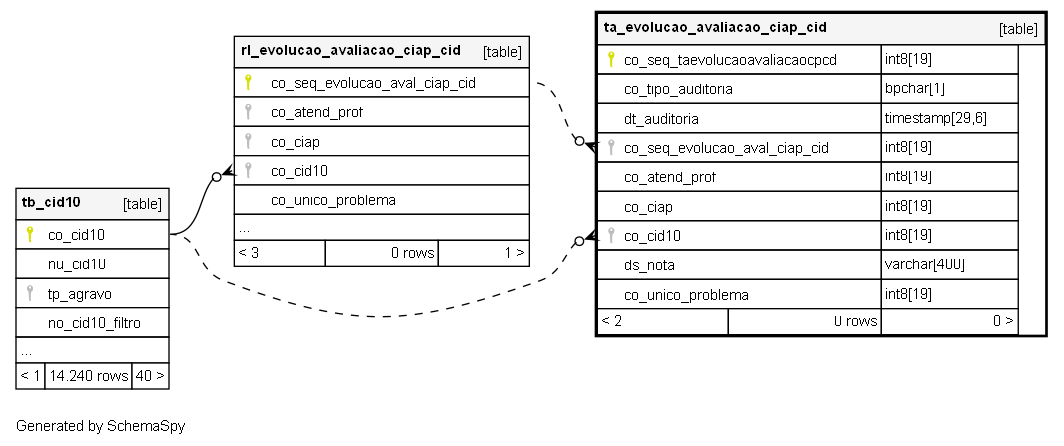 tb_cid10 [table]
co_cid10
nu_cid10
tp_agravo
no_cid10_filtro
...
< 1 14.240 rows 40 >
rl_evolucao_avaliacao_ciap_cid [table]
co_seq_evolucao_aval_ciap_cid
co_atend_prof
co_ciap
co_cid10
co_unico_problema
...
< 3 0 rows 1 >
ta_evolucao_avaliacao_ciap_cid [table]
co_seq_taevolucaoavaliacaocpcd int8[19]
co_tipo_auditoria bpchar[1]
dt_auditoria timestamp[29,6]
co_seq_evolucao_aval_ciap_cid int8[19]
co_atend_prof int8[19]
co_ciap int8[19]
co_cid10 int8[19]
ds_nota varchar[400]
co_unico_problema int8[19]
< 2 0 rows 0 >
Generated by SchemaSpy